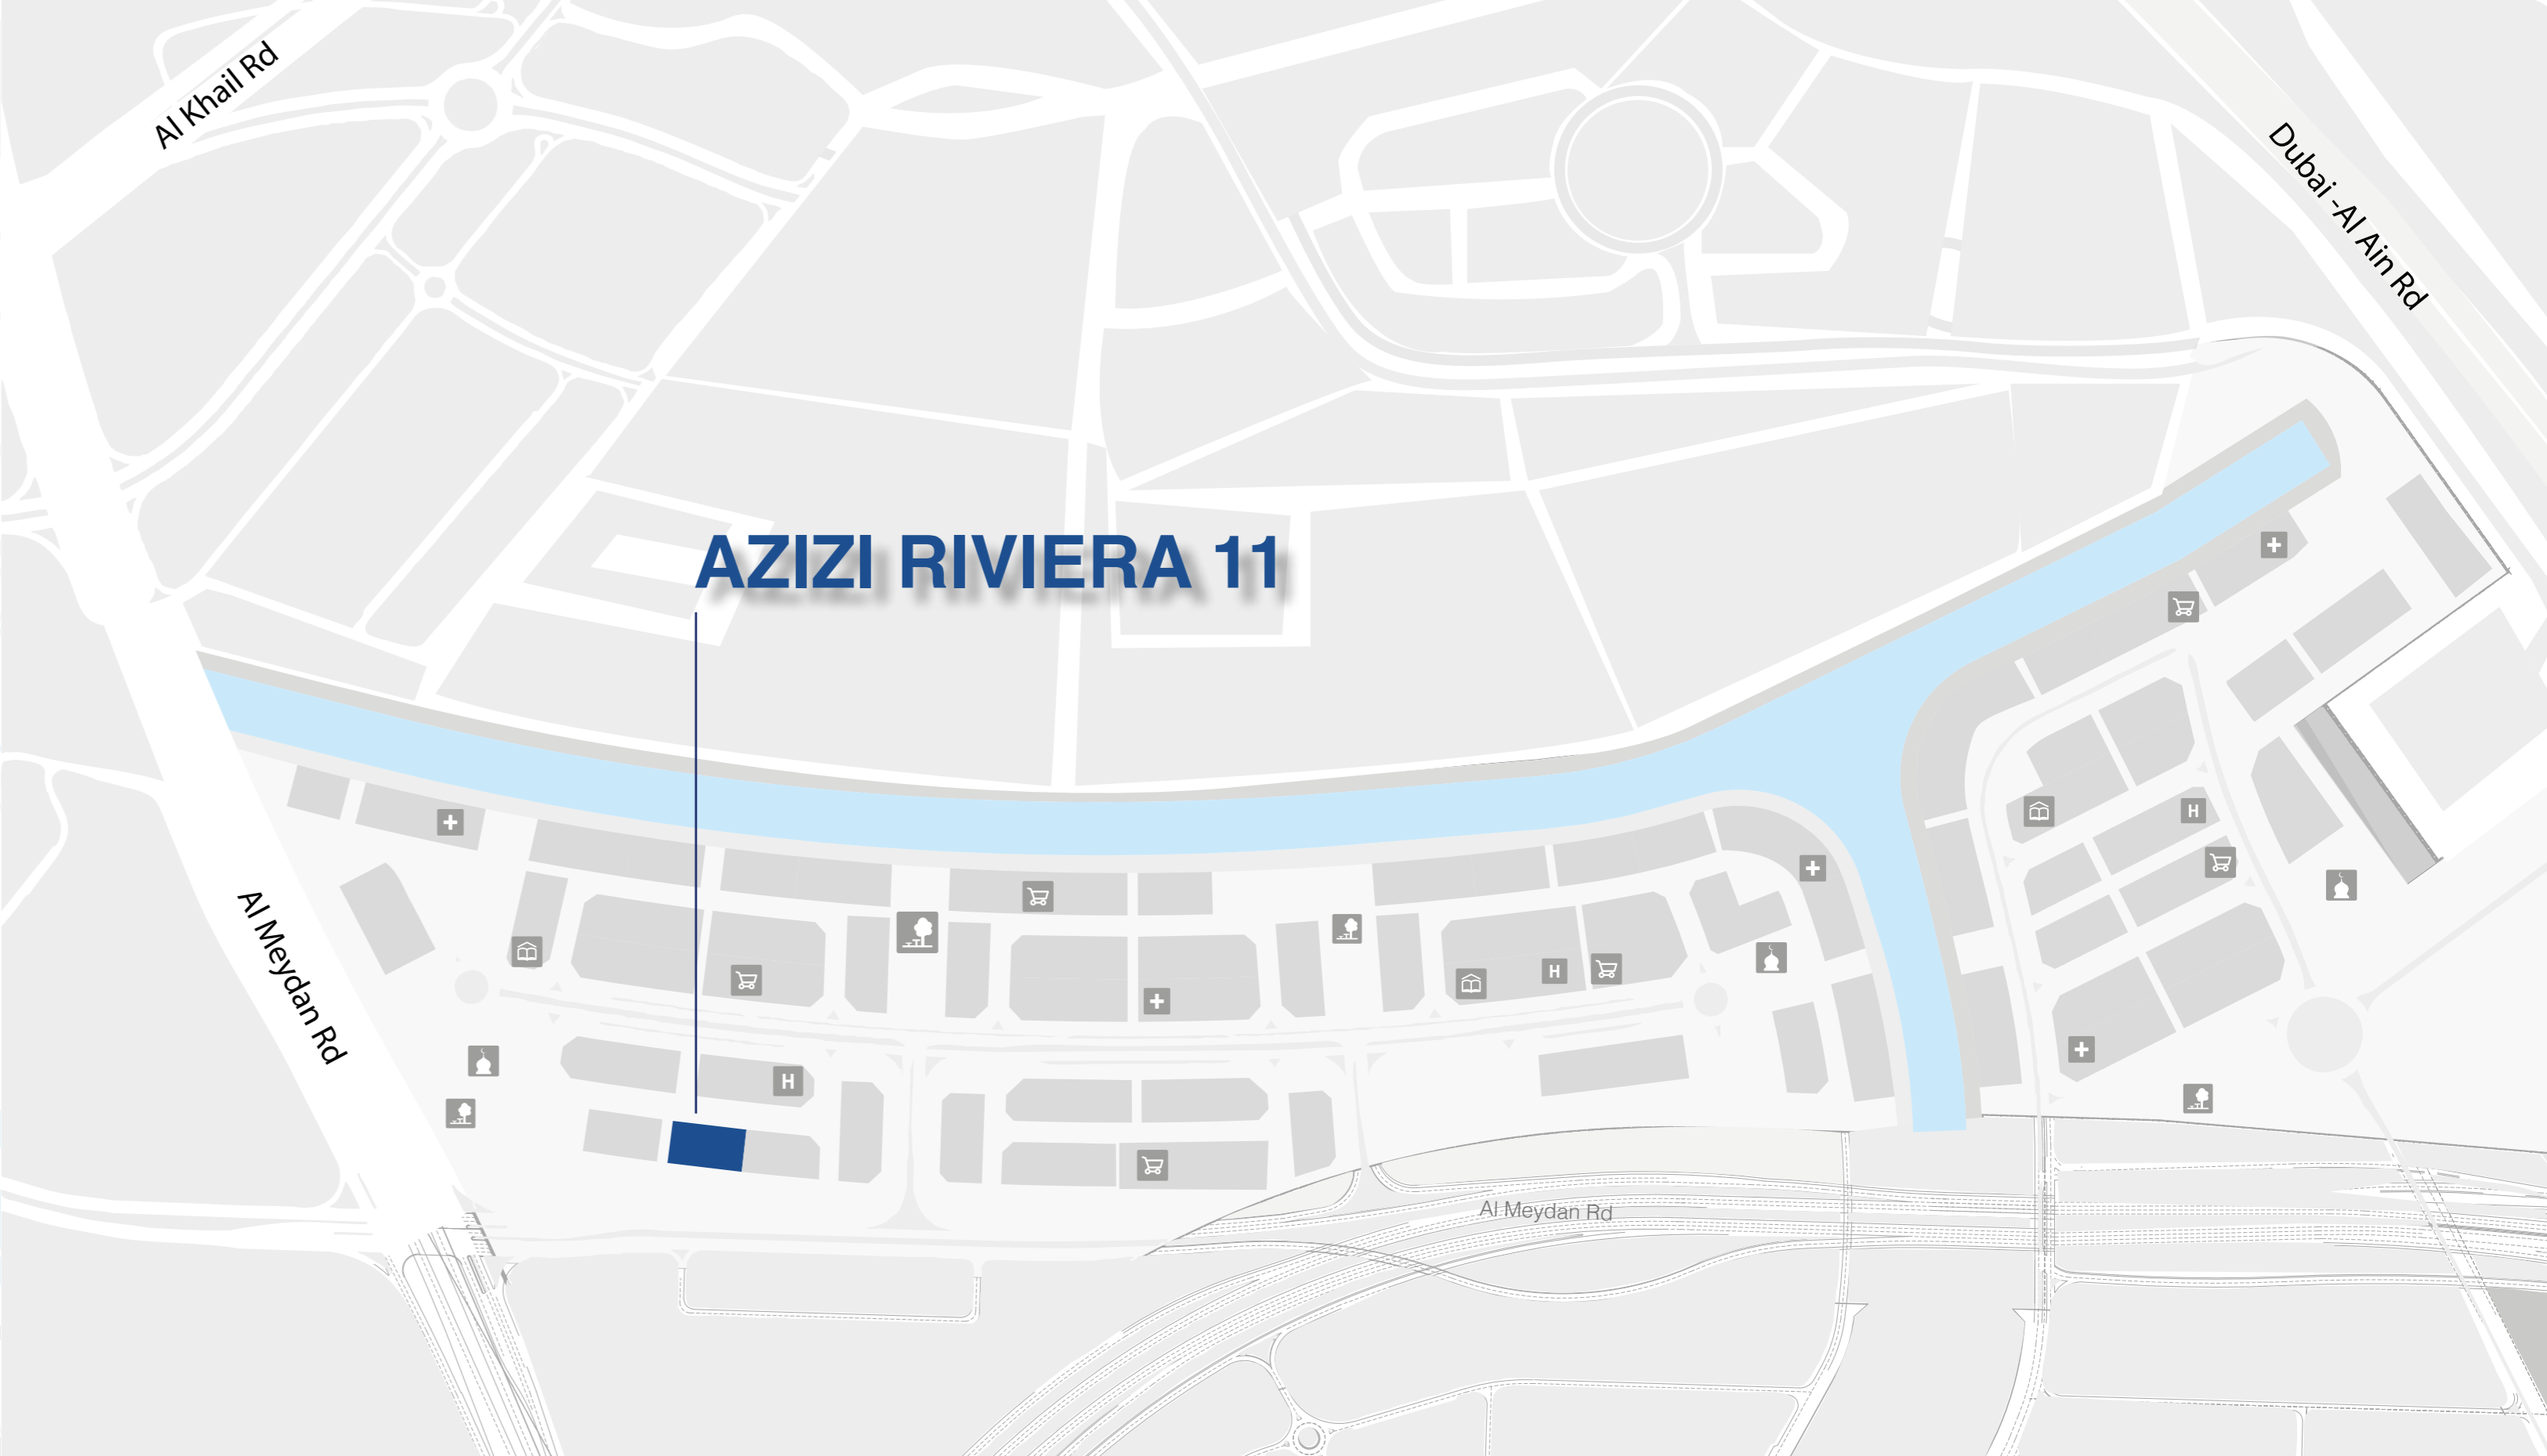 Al Khail Rd
Dubai -Al Ain Rd
AZIZI RIVIERA 11
Al Meydan Rd
H
H
H
Al Meydan Rd